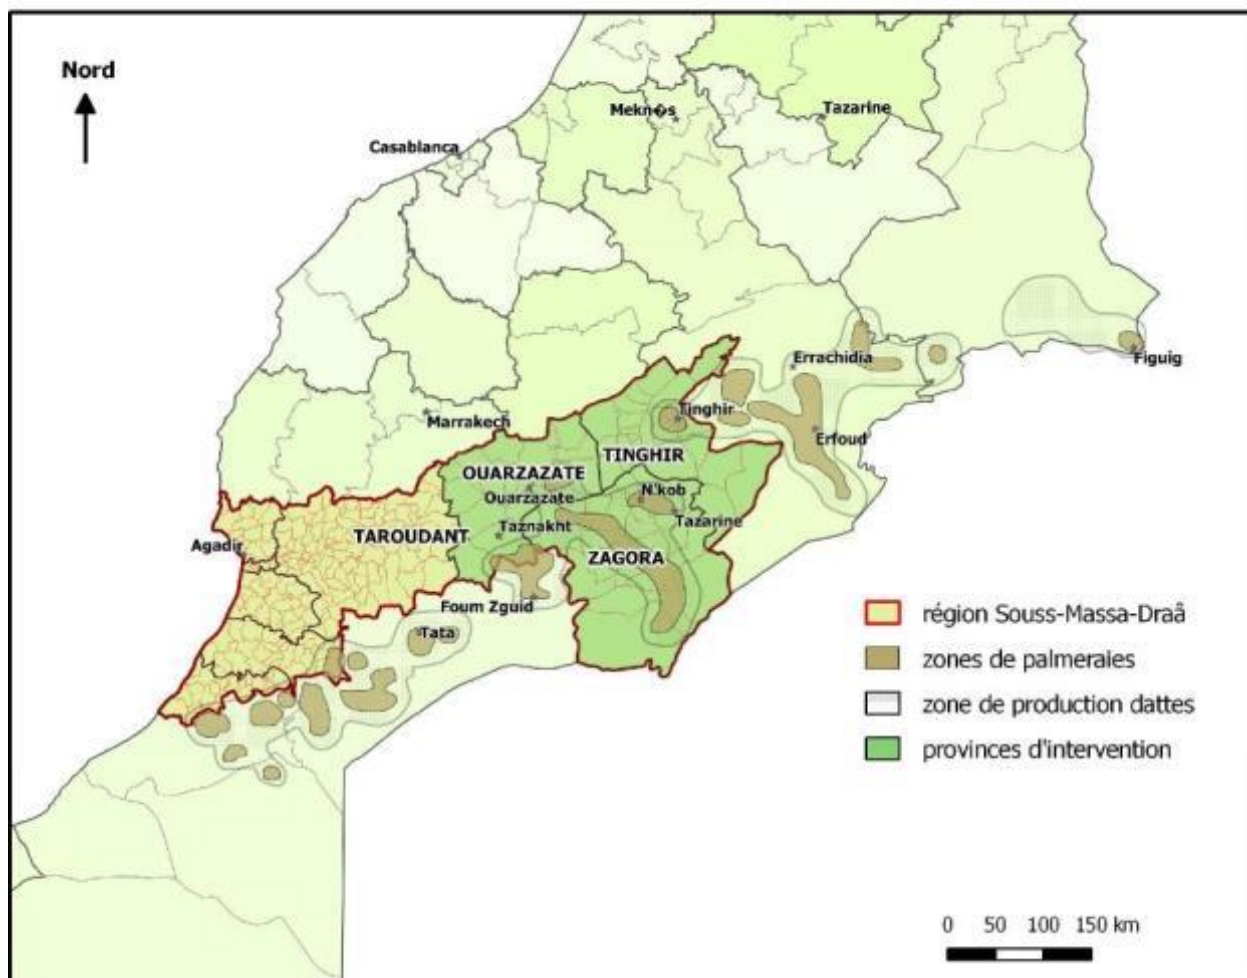 Nord
Mekn�s
Tazarine
Casablanca
Errachidia
Figuig
Marrakech
Tinghir
Erfoud
TINGHIR
OUARZAZATE
Ouarzazate
N'kob
Tazarine
Taznakht
TAROUDANT
Agadir
ZAGORA
Foum Zguid
Tata
région Souss-Massa-Draâ
zones de palmeraies
zone de production dattes
provinces d'intervention
0 50 100 150 km